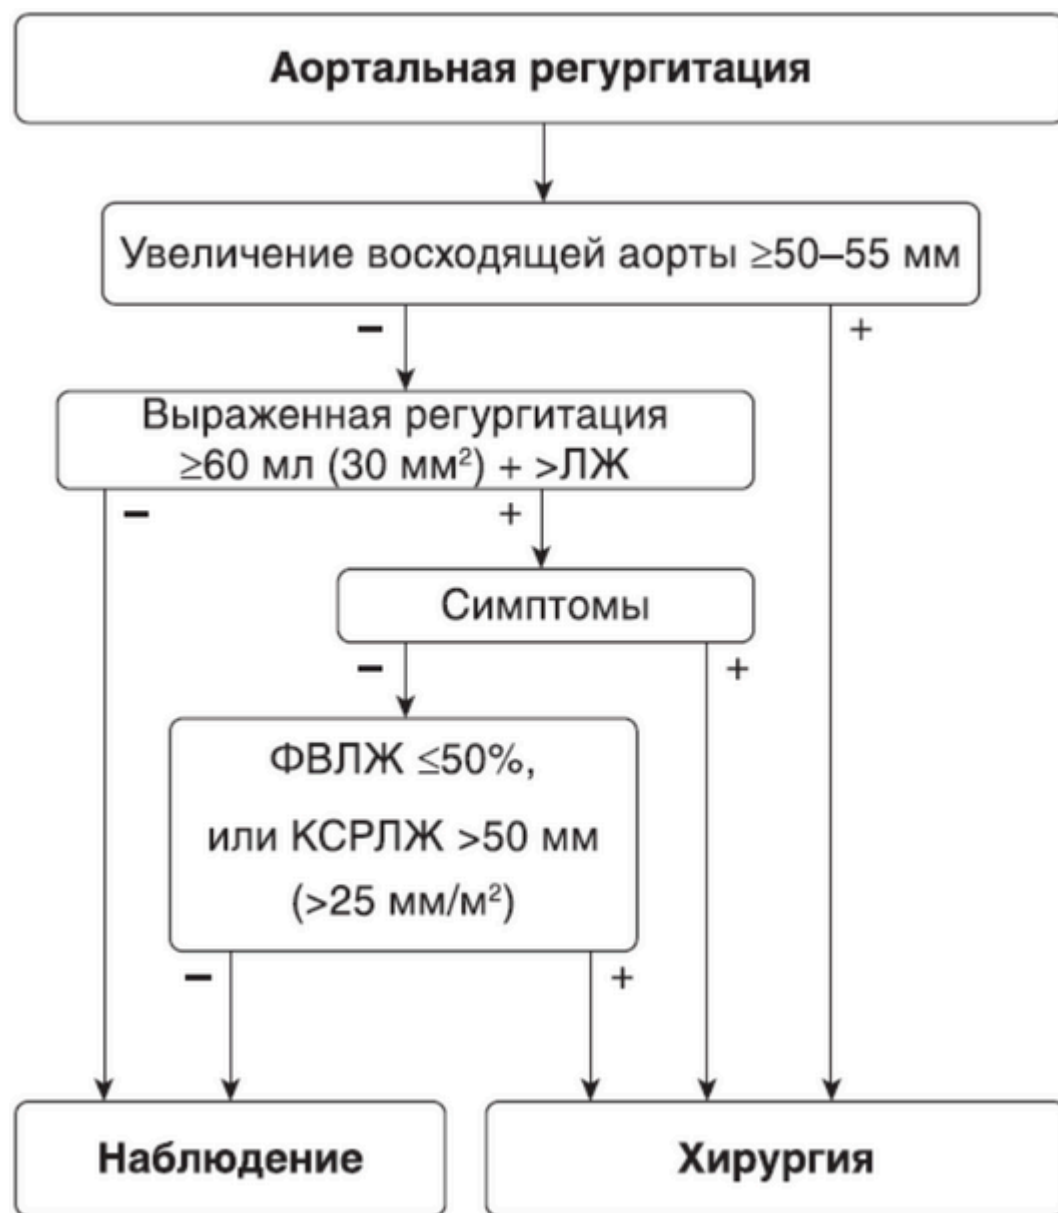 Аортальная регургитация
Увеличение восходящей аорты ≥50–55 мм
– +
Выраженная регургитация
≥60 мл (30 мм²) + >ЛЖ
– +
Симптомы
– +
ФВЛЖ ≤50%,
или КСРЛЖ >50 мм
(>25 мм/м²)
– +
Наблюдение
Хирургия